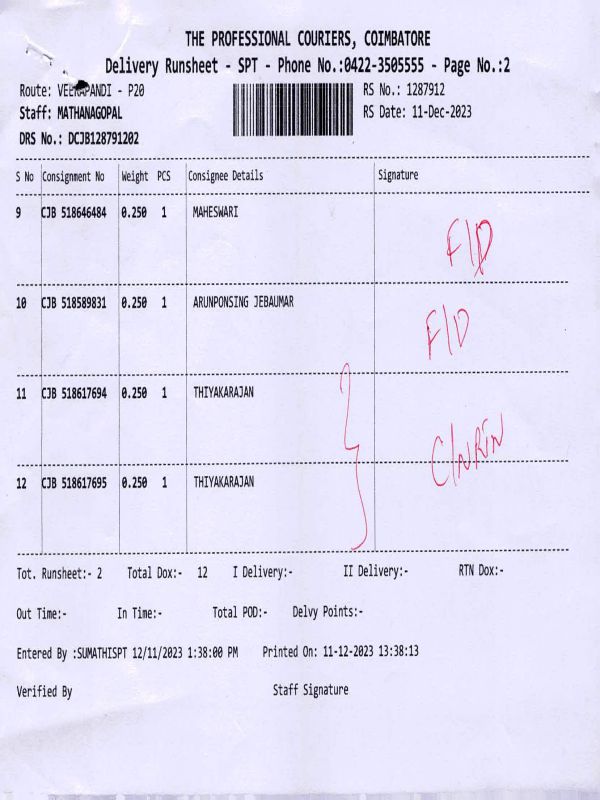 THE PROFESSIONAL COURIERS, COIMBATORE
Delivery Runsheet - SPT - Phone No.:0422-3505555 - Page No.:2
Route: VEERAPANDI - P20 RS No.: 1287912
Staff: MATHANAGOPAL RS Date: 11-Dec-2023
DRS No.: DCJB128791202
S No Consignment No Weight PCS Consignee Details Signature
9 CJB 518646484 0.250 1 MAHESWARI
F/D
10 CJB 518589831 0.250 1 ARUNPONSING JEBAUMAR
F/D
11 CJB 518617694 0.250 1 THIYAKARAJAN
12 CJB 518617695 0.250 1 THIYAKARAJAN
Tot. Runsheet:- 2 Total Dox:- 12 I Delivery:- II Delivery:- RTN Dox:-
Out Time:- In Time:- Total POD:- Delvy Points:-
Entered By :SUMATHISPT 12/11/2023 1:38:00 PM Printed On: 11-12-2023 13:38:13
Verified By Staff Signature